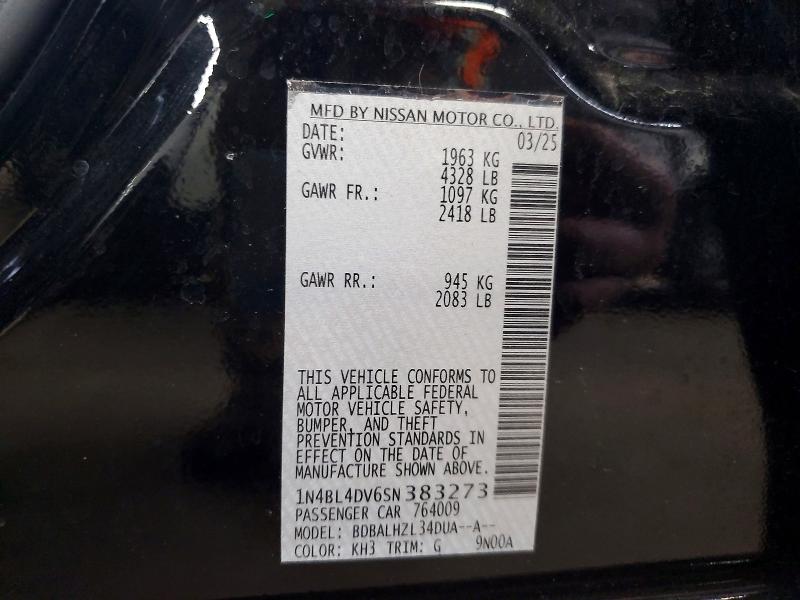 MFD BY NISSAN MOTOR CO., LTD.
DATE: 03/25
GVWR: 1963 KG
4328 LB
GAWR FR.: 1097 KG
2418 LB
GAWR RR.: 945 KG
2083 LB
THIS VEHICLE CONFORMS TO
ALL APPLICABLE FEDERAL
MOTOR VEHICLE SAFETY,
BUMPER, AND THEFT
PREVENTION STANDARDS IN
EFFECT ON THE DATE OF
MANUFACTURE SHOWN ABOVE.
1N4BL4DV6SN383273
PASSENGER CAR 764009
MODEL: BDBALHZL34DUA--A--
COLOR: KH3 TRIM: G 9N00A